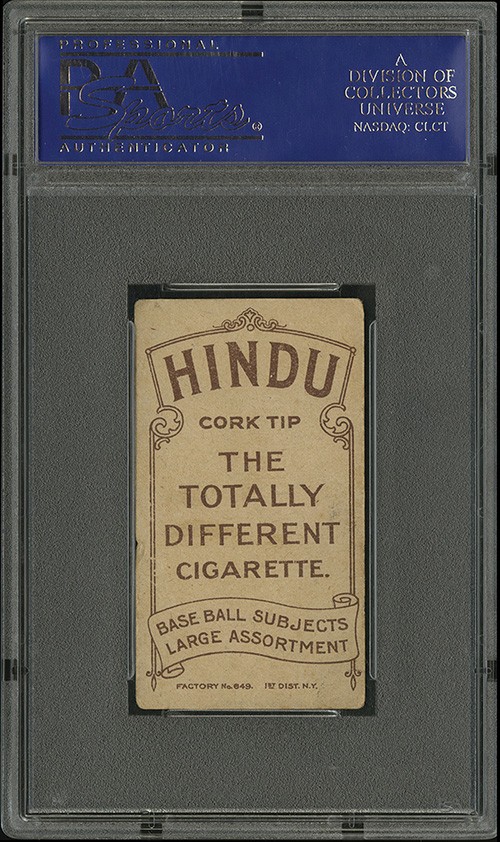 PROFESSIONAL
PSA
Sports ®
AUTHENTICATOR
A
DIVISION OF
COLLECTORS
UNIVERSE
NASDAQ: CLCT
HINDU
CORK TIP
THE
TOTALLY
DIFFERENT
CIGARETTE.
BASE BALL SUBJECTS
LARGE ASSORTMENT
FACTORY No. 649. 1ST DIST. N.Y.